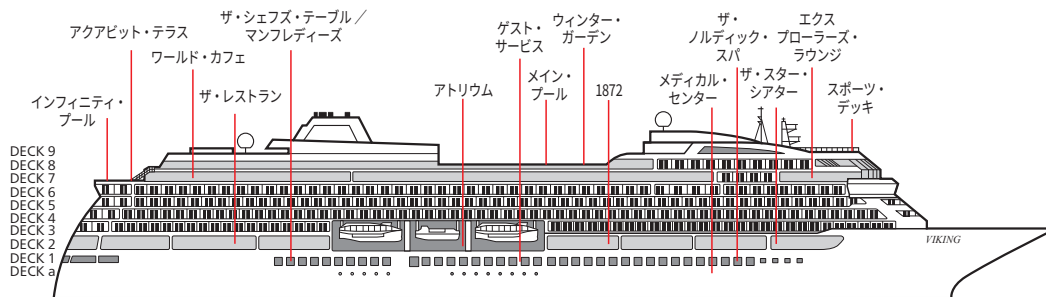 アクアビット・テラス
ザ・シェフズ・テーブル／
マンフレディーズ
ゲスト・
サービス
ウィンター・
ガーデン
ザ・
ノルディック・
スパ
エクス
プローラーズ・
ラウンジ
ワールド・カフェ
インフィニティ・
プール
ザ・レストラン
アトリウム
メイン・
プール
1872
メディカル・
センター
ザ・スター・
シアター
スポーツ・
デッキ
DECK 9
DECK 8
DECK 7
DECK 6
DECK 5
DECK 4
DECK 3
DECK 2
DECK 1
DECK a
VIKING